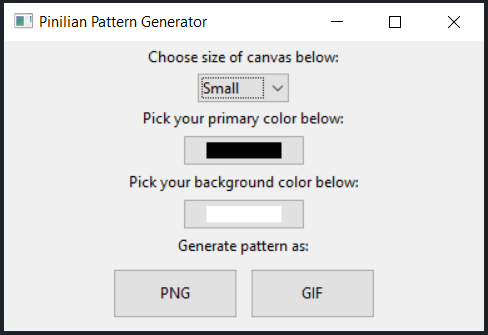 Pinilian Pattern Generator
Choose size of canvas below:
Small
Pick your primary color below:
Pick your background color below:
Generate pattern as:
PNG GIF